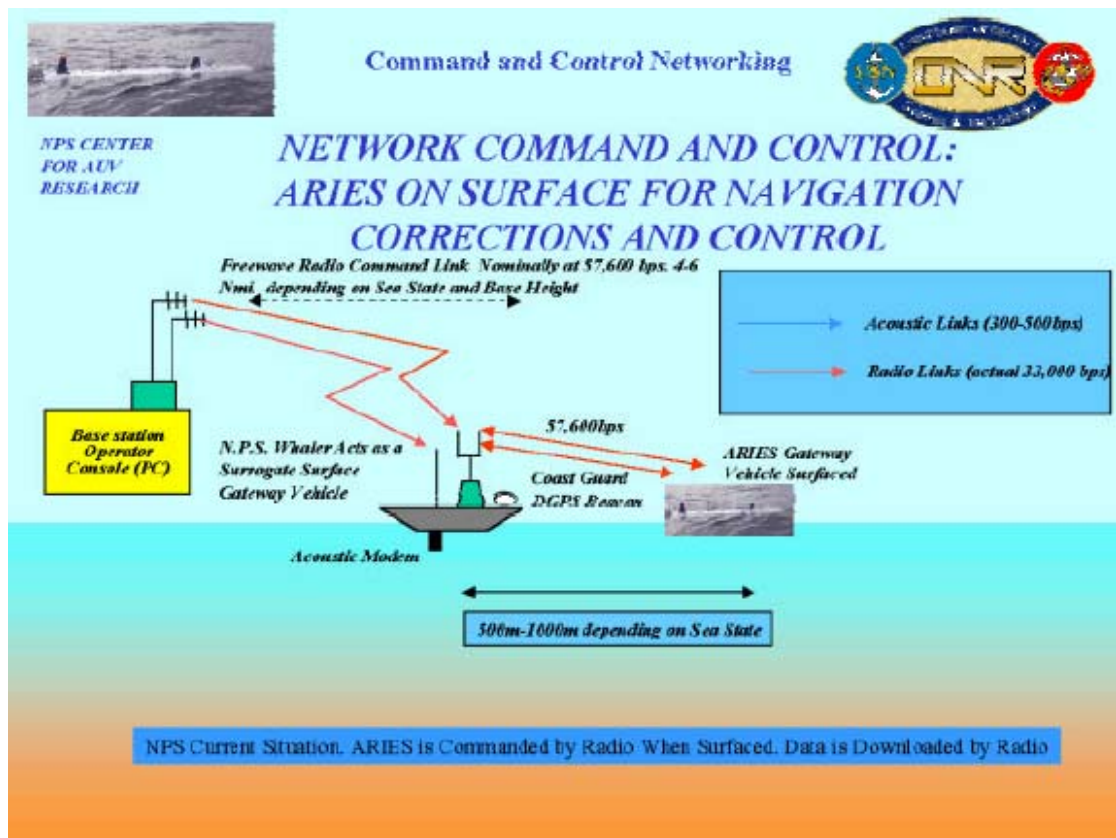 Command and Control Networking
ONR
NPS CENTER
FOR AUV
RESEARCH
NETWORK COMMAND AND CONTROL:
ARIES ON SURFACE FOR NAVIGATION
CORRECTIONS AND CONTROL
Freewave Radio Command Link Nominally at 57,600 bps. 4-6
Nmi, depending on Sea State and Base Height
Acoustic Links (300-500bps)
Radio Links (actual 33,000 bps)
Base station
Operator
Console (PC)
N.P.S. Whaler Acts as a
Surrogate Surface
Gateway Vehicle
57,600bps
Coast Guard
DGPS Beacon
ARIES Gateway
Vehicle Surfaced
Acoustic Modem
500m-1000m depending on Sea State
NPS Current Situation. ARIES is Commanded by Radio When Surfaced. Data is Downloaded by Radio